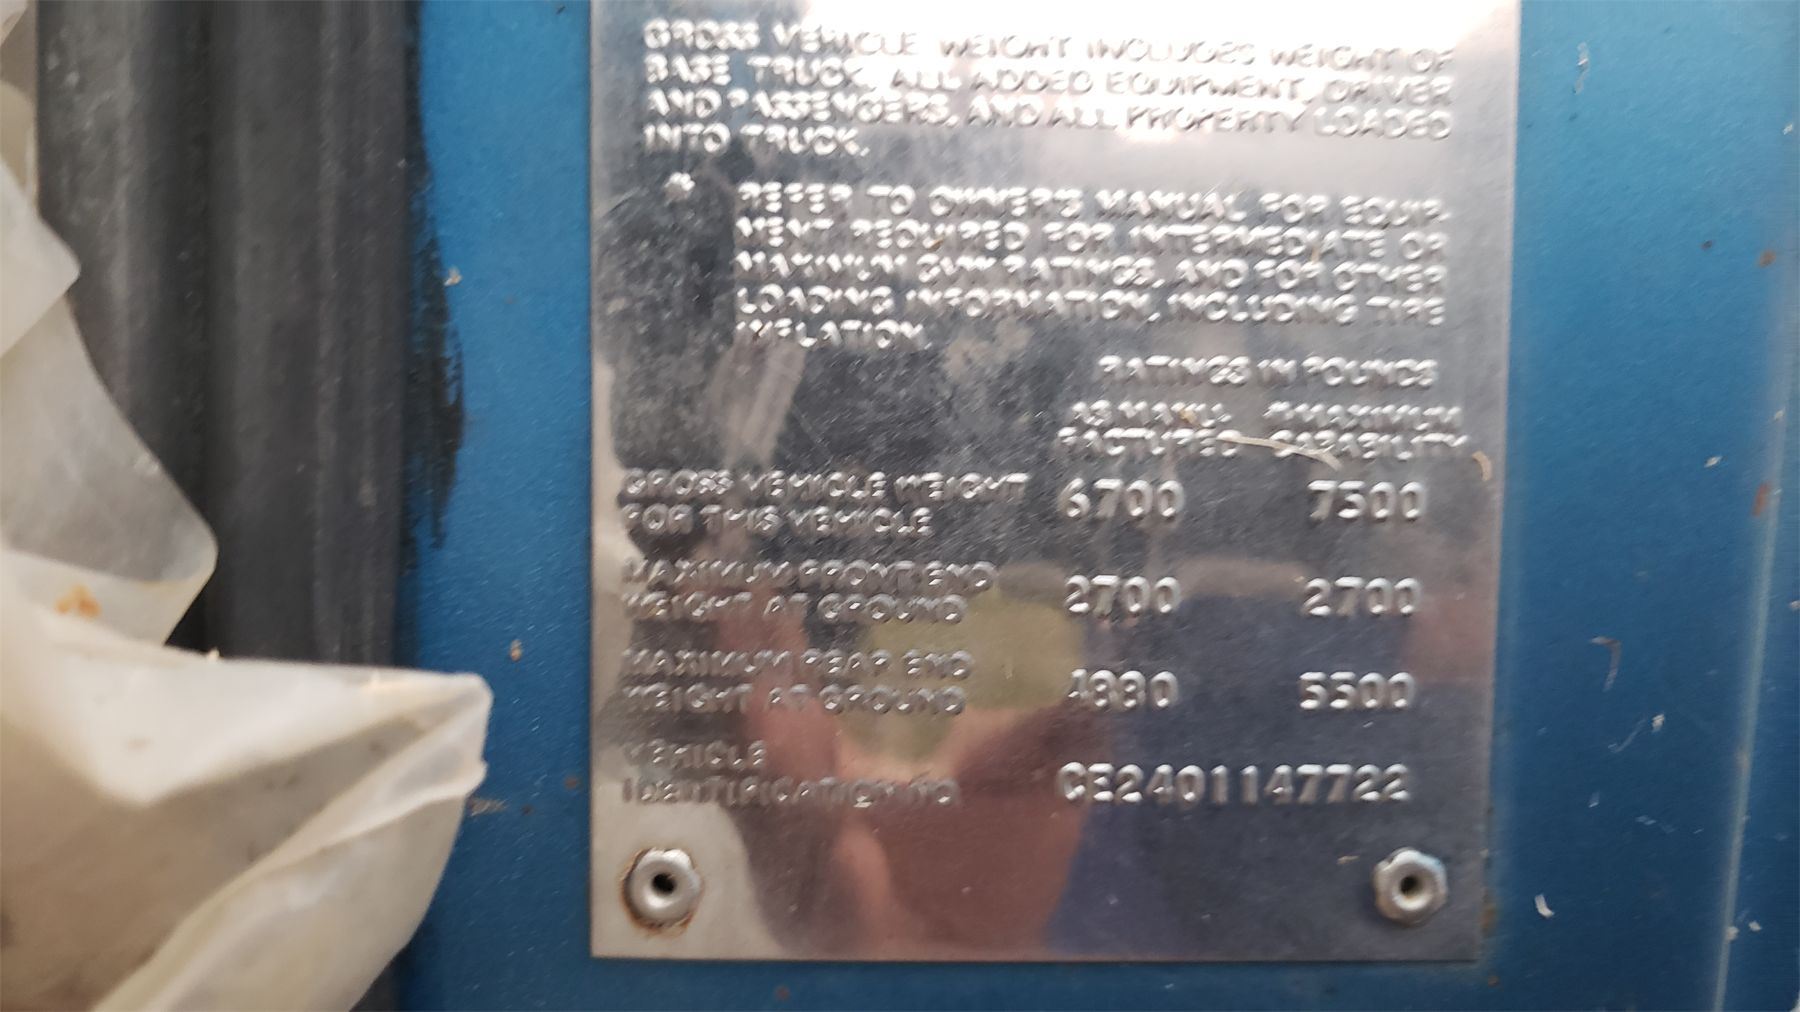 GROSS VEHICLE WEIGHT INCLUDES WEIGHT OF
BASE TRUCK, ALL ADDED EQUIPMENT, DRIVER
AND PASSENGERS, AND ALL PROPERTY LOADED
INTO TRUCK.
* REFER TO OWNER'S MANUAL FOR EQUIP-
MENT REQUIRED FOR INTERMEDIATE OR
MAXIMUM GVW RATINGS, AND FOR OTHER
LOADING INFORMATION, INCLUDING TIRE
INFLATION.
RATINGS IN POUNDS
AS MANU- *MAXIMUM
FACTURED CAPABILITY
GROSS VEHICLE WEIGHT 6700 7500
FOR THIS VEHICLE
MAXIMUM FRONT END 2700 2700
WEIGHT AT GROUND
MAXIMUM REAR END 4880 5500
WEIGHT AT GROUND
VEHICLE
IDENTIFICATION NO CE2401147722